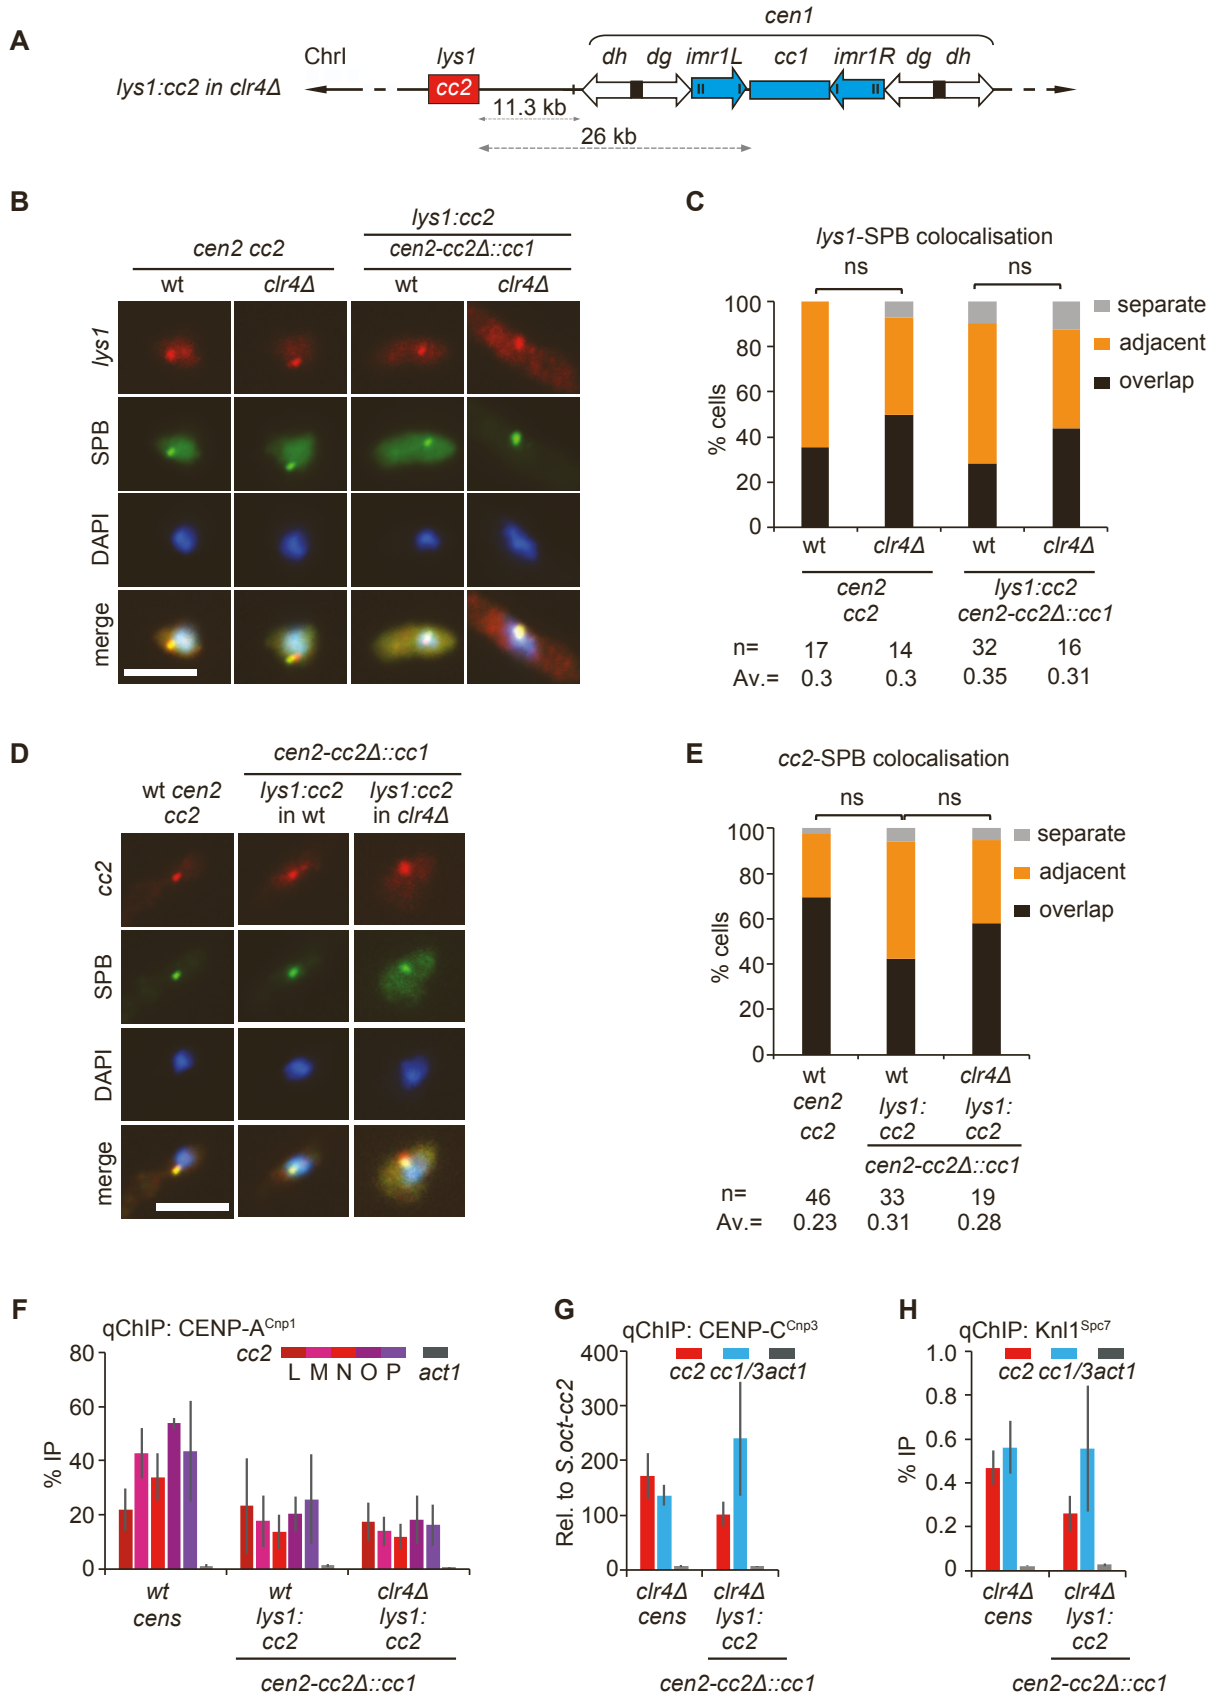 A
cen1
ChrI
lys1
dh dg imr1L cc1 imr1R dg dh
lys1:cc2 in clr4Δ
cc2
II I I II
11.3 kb
26 kb
B
lys1:cc2
cen2 cc2
cen2-cc2Δ::cc1
wt clr4Δ wt clr4Δ
lys1
SPB
DAPI
merge
C
lys1-SPB colocalisation
ns ns
100
80
60
40
20
0
% cells
separate
adjacent
overlap
wt clr4Δ wt clr4Δ
cen2 lys1:cc2
cc2 cen2-cc2Δ::cc1
n= 17 14 32 16
Av.= 0.3 0.3 0.35 0.31
D
cen2-cc2Δ::cc1
wt cen2 lys1:cc2 lys1:cc2
cc2 in wt in clr4Δ
cc2
SPB
DAPI
merge
E
cc2-SPB colocalisation
ns ns
100
80
60
40
20
0
% cells
separate
adjacent
overlap
wt wt clr4Δ
cen2 lys1: lys1:
cc2 cc2 cc2
cen2-cc2Δ::cc1
n= 46 33 19
Av.= 0.23 0.31 0.28
F
qChIP: CENP-ACnp1
cc2 L M N O P act1
80
60
40
20
0
% IP
wt wt clr4Δ
cens lys1: lys1:
cc2 cc2
cen2-cc2Δ::cc1
G
qChIP: CENP-CCnp3
cc2 cc1/3 act1
400
300
200
100
0
Rel. to S.oct-cc2
clr4Δ clr4Δ
cens lys1:
cc2
cen2-cc2Δ::cc1
H
qChIP: Knl1Spc7
cc2 cc1/3 act1
1.0
0.8
0.6
0.4
0.2
0
% IP
clr4Δ clr4Δ
cens lys1:
cc2
cen2-cc2Δ::cc1